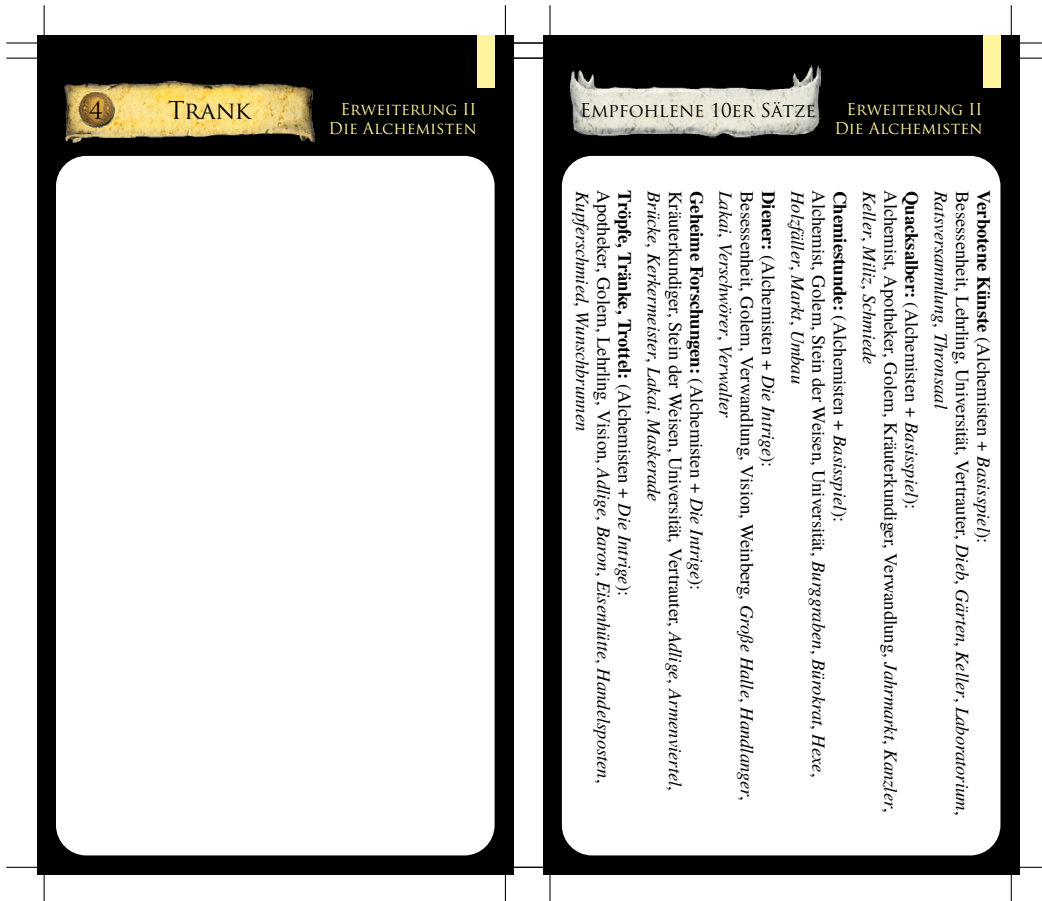 4
TRANK
ERWEITERUNG II
DIE ALCHEMISTEN
EMPFOHLENE 10ER SÄTZE
ERWEITERUNG II
DIE ALCHEMISTEN
Verbotene Künste (Alchemisten + Basisspiel):
Besessenheit, Lehrling, Universität, Vertrauter, Dieb, Gärten, Keller, Laboratorium,
Ratsversammlung, Thronsaal
Quacksalber: (Alchemisten + Basisspiel):
Alchemist, Apotheker, Golem, Kräuterkundiger, Verwandlung, Jahrmarkt, Kanzler,
Keller, Miliz, Schmiede
Chemiestunde: (Alchemisten + Basisspiel):
Alchemist, Golem, Stein der Weisen, Universität, Burggraben, Bürokrat, Hexe,
Holzfäller, Markt, Umbau
Diener: (Alchemisten + Die Intrige):
Besessenheit, Golem, Verwandlung, Vision, Weinberg, Große Halle, Handlanger,
Lakai, Verschwörer, Verwalter
Geheime Forschungen: (Alchemisten + Die Intrige):
Kräuterkundiger, Stein der Weisen, Universität, Vertrauter, Adlige, Armenviertel,
Brücke, Kerkermeister, Lakai, Maskerade
Tröpfe, Tränke, Trottel: (Alchemisten + Die Intrige):
Apotheker, Golem, Lehrling, Vision, Adlige, Baron, Eisenhütte, Handelsposten,
Kupferschmied, Wunschbrunnen